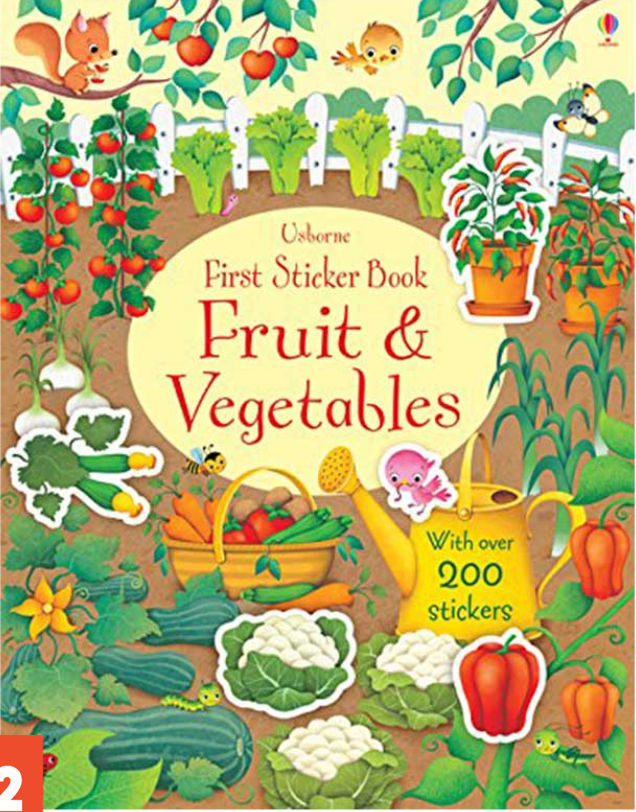 Usborne
First Sticker Book
Fruit &
Vegetables
With over
200
stickers
2